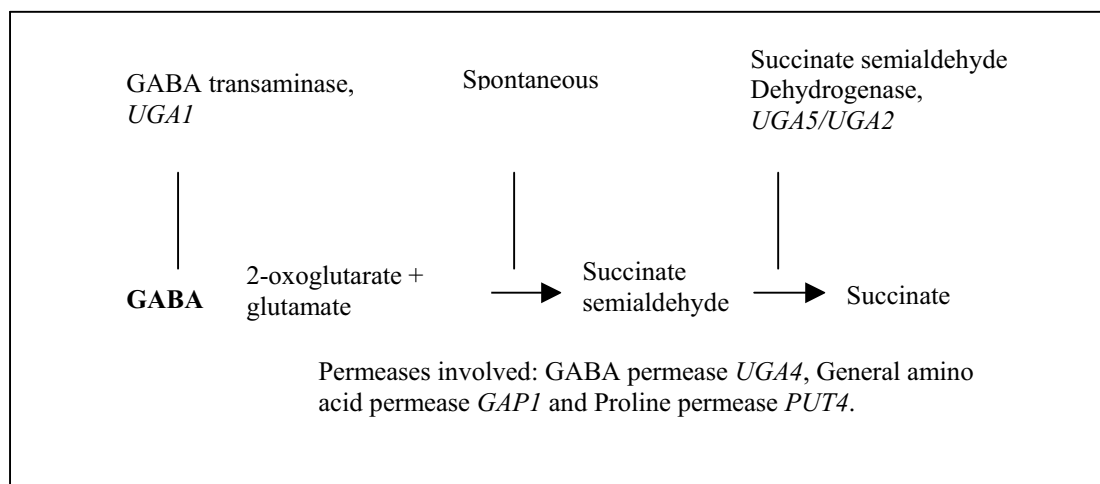 GABA transaminase,
UGA1
Spontaneous
Succinate semialdehyde
Dehydrogenase,
UGA5/UGA2
GABA
2-oxoglutarate +
glutamate
Succinate
semialdehyde
Succinate
Permeases involved: GABA permease UGA4, General amino
acid permease GAP1 and Proline permease PUT4.